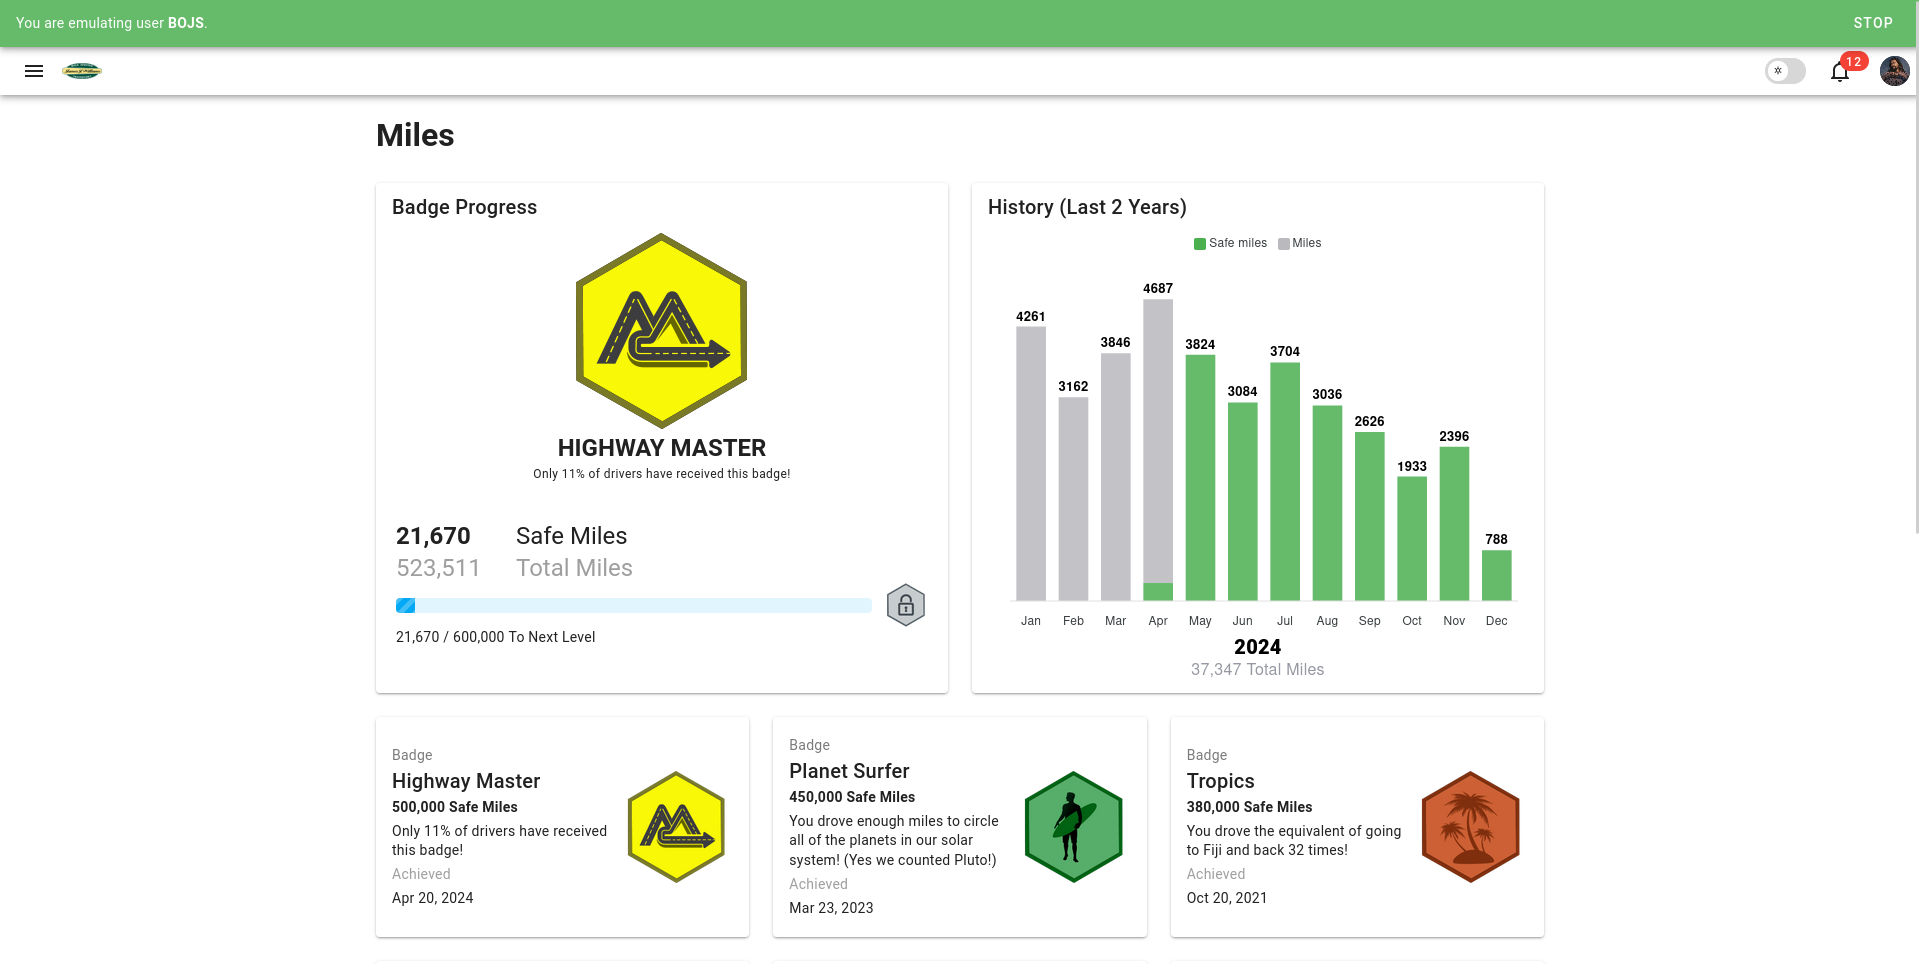 You are emulating user BOJS.
STOP
12
Miles
Badge Progress
HIGHWAY MASTER
Only 11% of drivers have received this badge!
21,670 Safe Miles
523,511 Total Miles
21,670 / 600,000 To Next Level
History (Last 2 Years)
Safe miles Miles
4261
3162
3846
4687
3824
3084
3704
3036
2626
1933
2396
788
Jan Feb Mar Apr May Jun Jul Aug Sep Oct Nov Dec
2024
37,347 Total Miles
Badge
Highway Master
500,000 Safe Miles
Only 11% of drivers have received
this badge!
Achieved
Apr 20, 2024
Badge
Planet Surfer
450,000 Safe Miles
You drove enough miles to circle
all of the planets in our solar
system! (Yes we counted Pluto!)
Achieved
Mar 23, 2023
Badge
Tropics
380,000 Safe Miles
You drove the equivalent of going
to Fiji and back 32 times!
Achieved
Oct 20, 2021